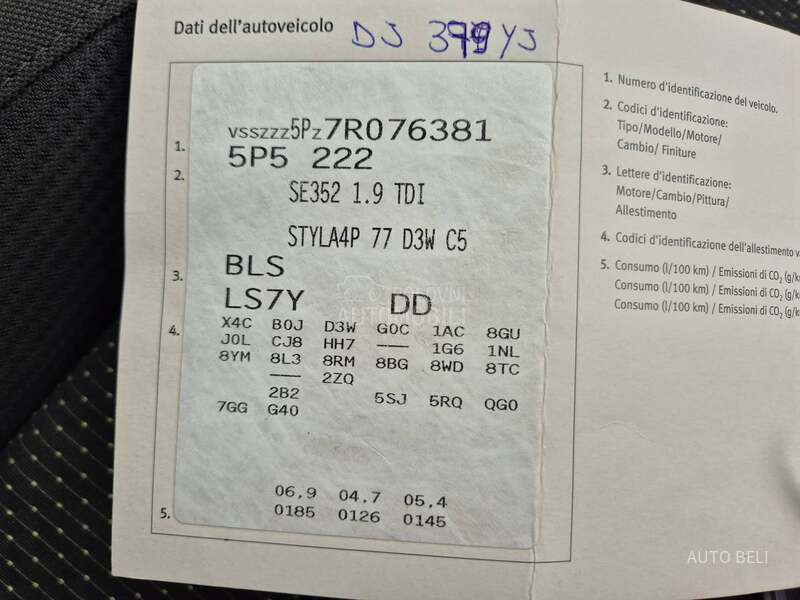 Dati dell'autoveicolo DJ 379 YJ
1. VSSZZZ5PZ7R076381
2. 5P5 222
SE352 1.9 TDI
STYLA4P 77 D3W C5
3. BLS
LS7Y DD
POLOVNI
AUTOMOBILI
4. X4C B0J D3W G0C 1AC 8GU
J0L CJ8 HH7 —— 1G6 1NL
8YM 8L3 8RM 8BG 8WD 8TC
—— 2ZQ
2B2 5SJ 5RQ QG0
7GG G40
06,9 04.7 05.4
5. 0185 0126 0145
1. Numero d'identificazione del veicolo.
2. Codici d'identificazione:
Tipo/Modello/Motore/
Cambio/ Finiture
3. Lettere d'identificazione:
Motore/Cambio/Pittura/
Allestimento
4. Codici d'identificazione dell'allestimento v
5. Consumo (l/100 km) / Emissioni di CO₂ (g/k
Consumo (l/100 km) / Emissioni di CO₂ (g/k
Consumo (l/100 km) / Emissioni di CO₂ (g/k
AUTO BELI